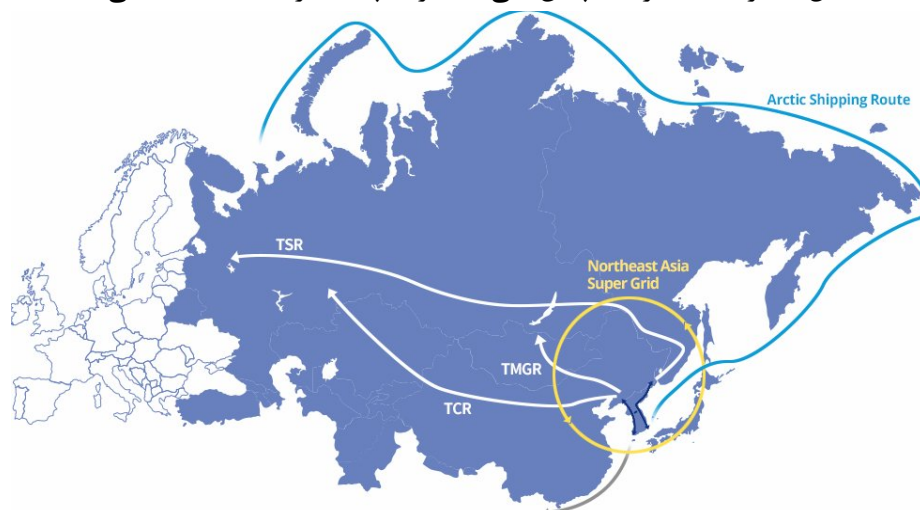 Arctic Shipping Route
TSR
Northeast Asia
Super Grid
TMGR
TCR